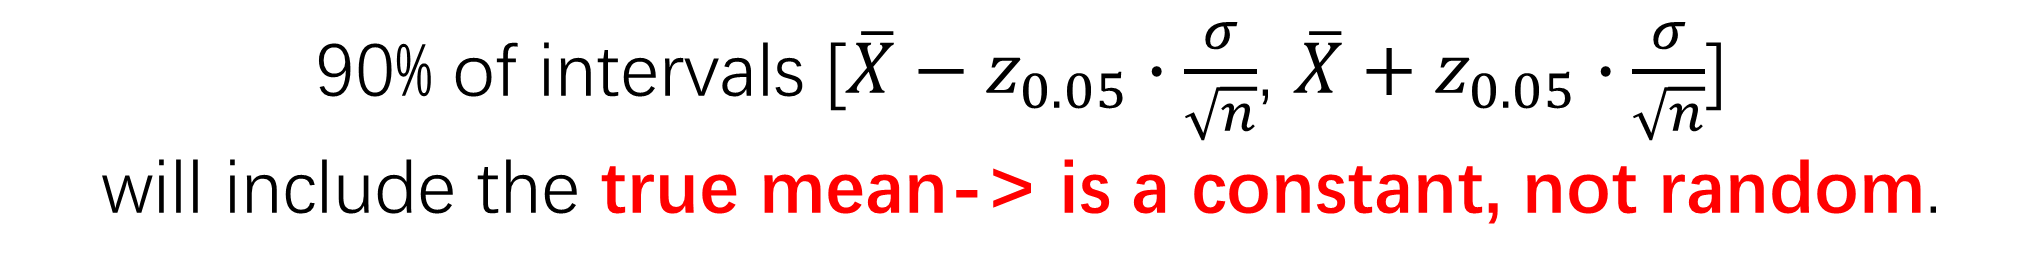 90% of intervals [X̄ − z₀.₀₅ · σ/√n, X̄ + z₀.₀₅ · σ/√n]
will include the true mean-> is a constant, not random.